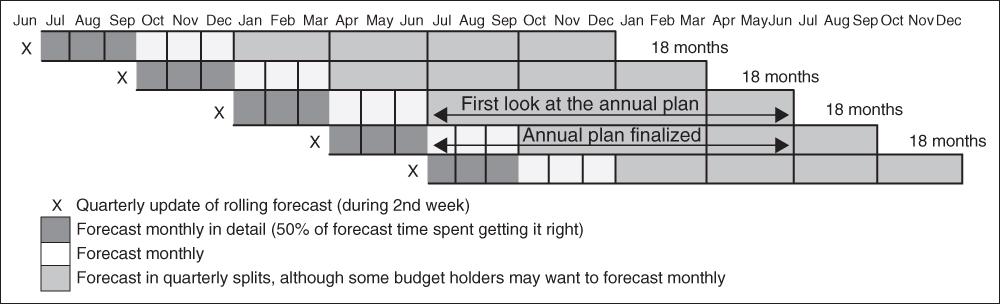 Jun Jul Aug Sep Oct Nov Dec Jan Feb Mar Apr May Jun Jul Aug Sep Oct Nov Dec Jan Feb Mar Apr May Jun Jul Aug Sep Oct Nov Dec
X 18 months
X 18 months
X First look at the annual plan 18 months
X Annual plan finalized 18 months
X
X Quarterly update of rolling forecast (during 2nd week)
Forecast monthly in detail (50% of forecast time spent getting it right)
Forecast monthly
Forecast in quarterly splits, although some budget holders may want to forecast monthly